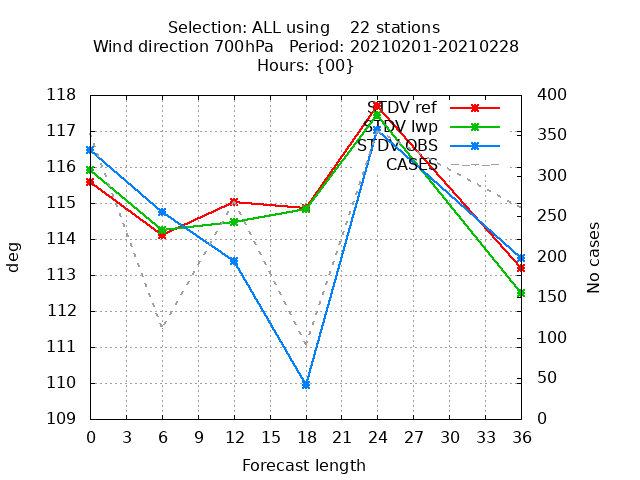 Selection: ALL using 22 stations
Wind direction 700hPa Period: 20210201-20210228
Hours: {00}
118
117
116
115
114
113
112
111
110
109
deg
400
350
300
250
200
150
100
50
0
No cases
STDV ref
STDV lwp
STDV OBS
CASES
0 3 6 9 12 15 18 21 24 27 30 33 36
Forecast length